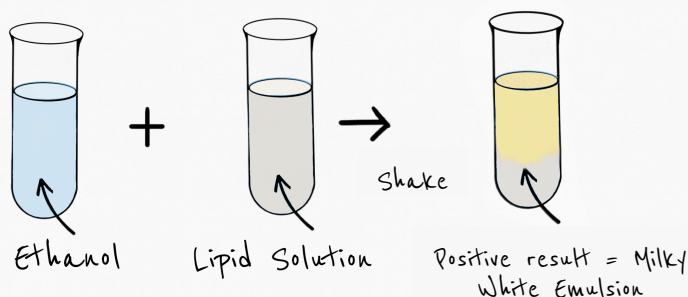 +
Shake
Ethanol
Lipid Solution
Positive result = Milky
White Emulsion